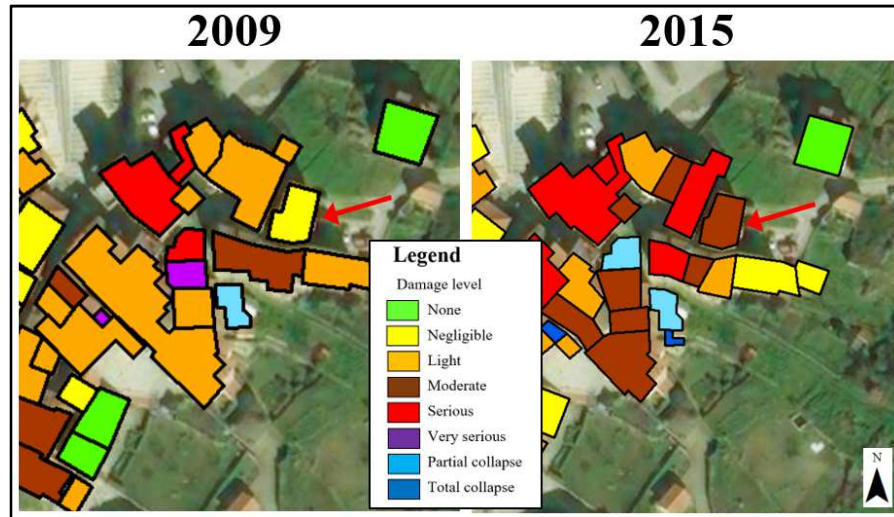 2009
2015
Legend
Damage level
None
Negligible
Light
Moderate
Serious
Very serious
Partial collapse
Total collapse
N